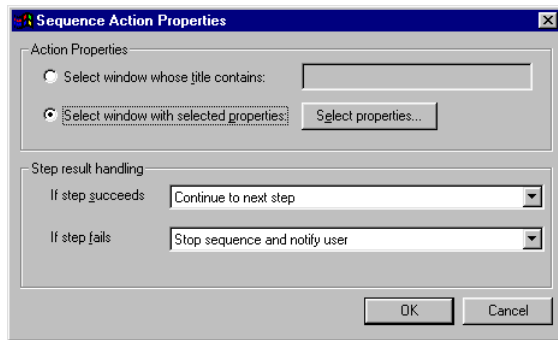 Sequence Action Properties
Action Properties
Select window whose title contains:
Select window with selected properties: Select properties...
Step result handling
If step succeeds Continue to next step
If step fails Stop sequence and notify user
OK Cancel